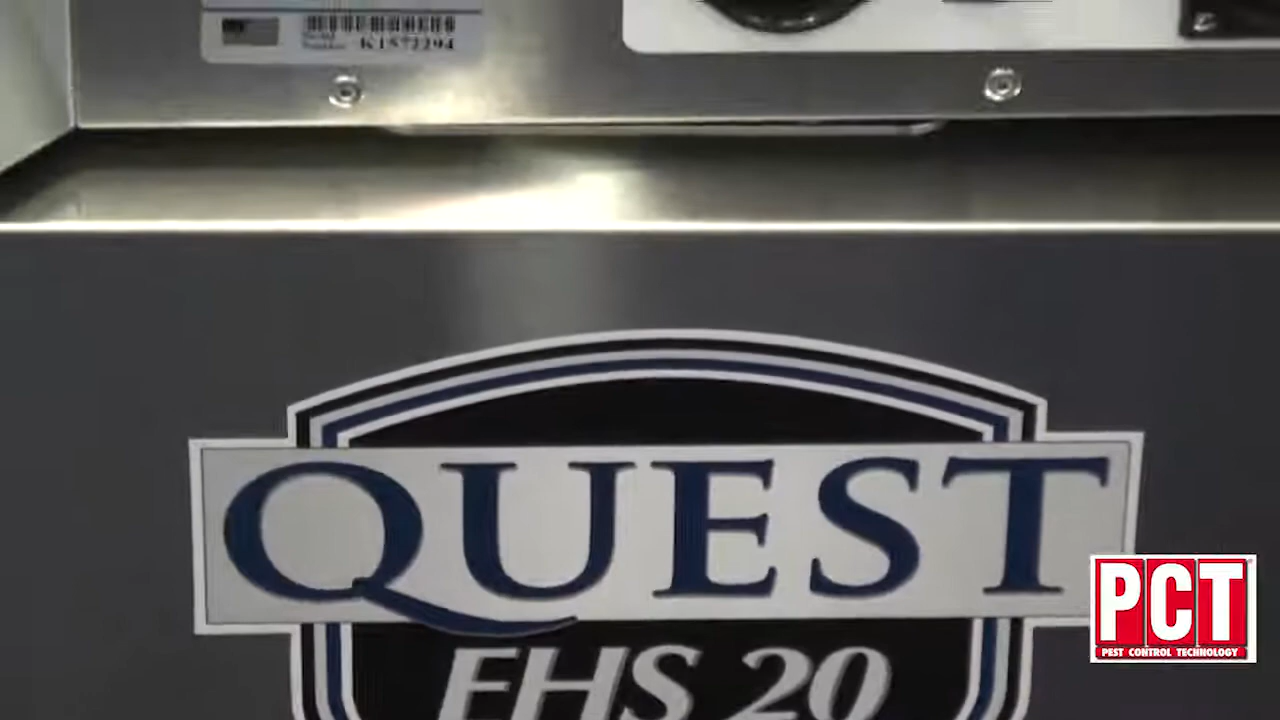 K1572294
QUEST
EHS 20
PCT
PEST CONTROL TECHNOLOGY